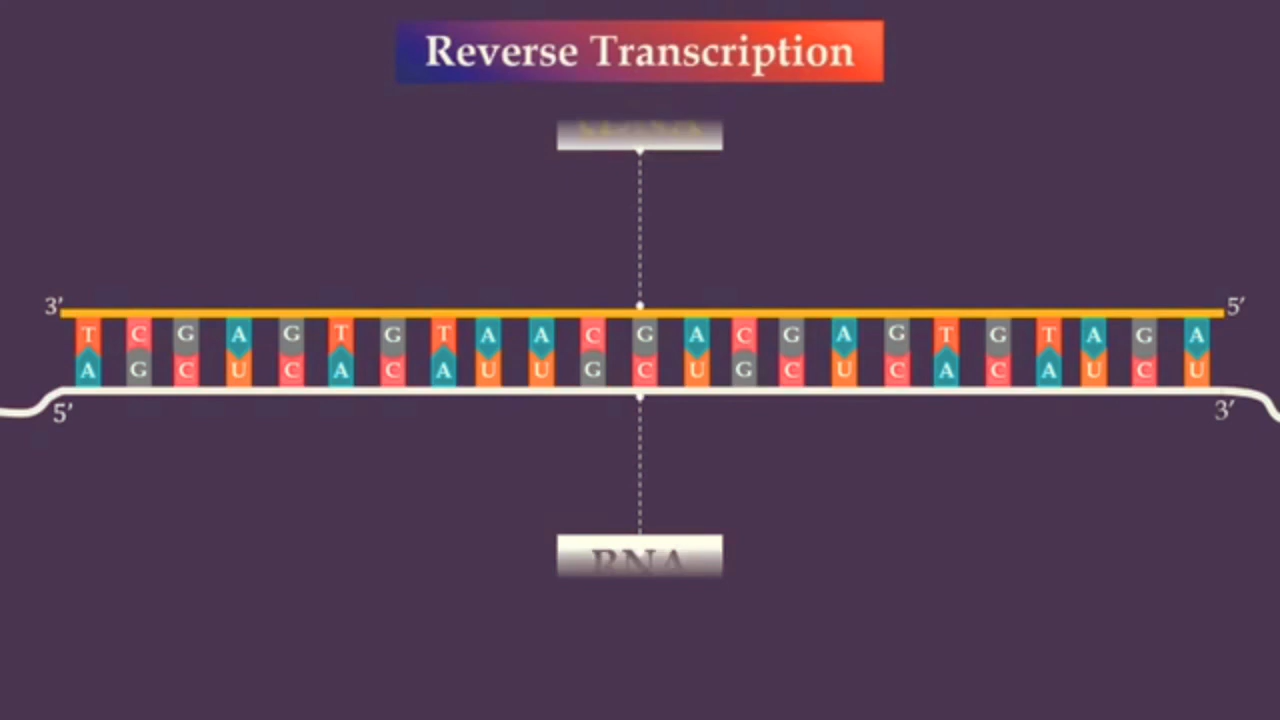 Reverse Transcription
3′ 5′
T C G A G T G T A A C G A C G A G T G T A G A
A G C U C A C A U U G C U G C U C A C A U C U
5′ 3′
RNA